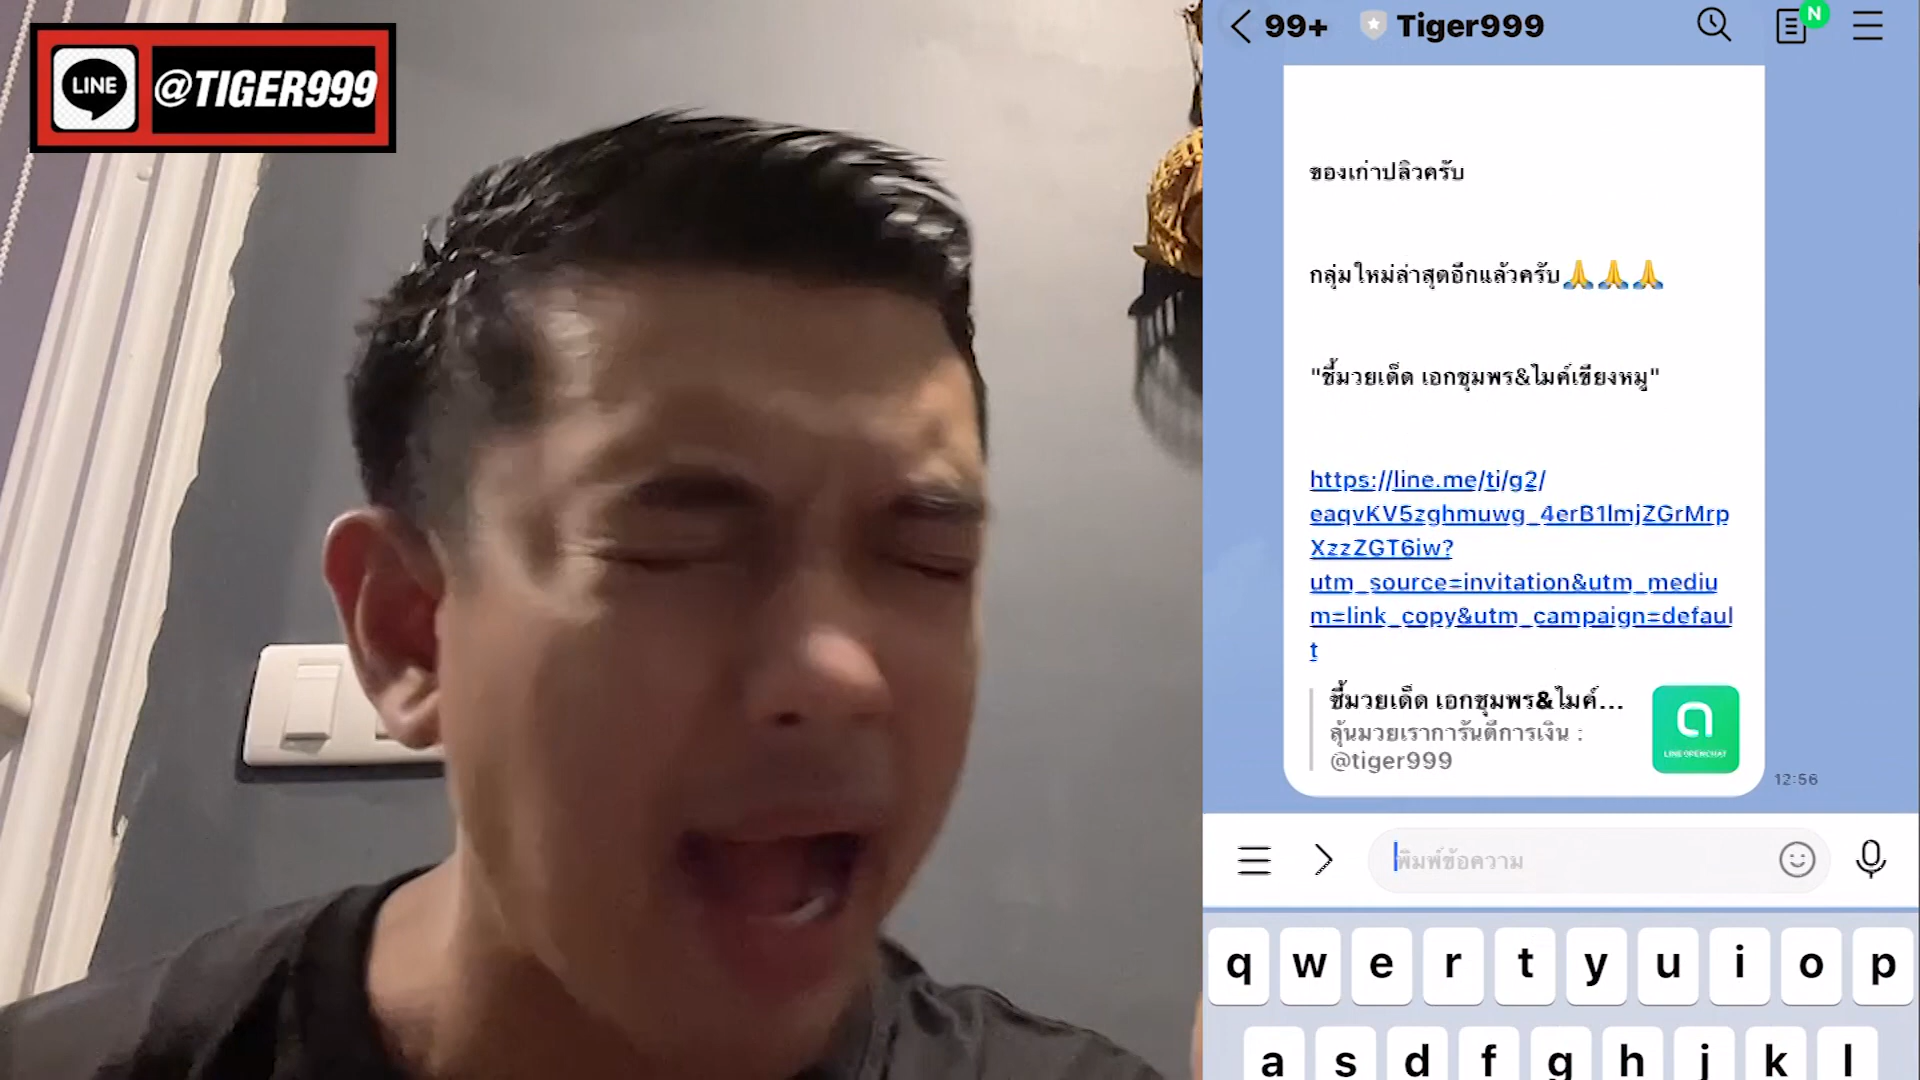 LINE
@TIGER999
99+
Tiger999
N
ของเก่าปลิวครับ
กลุ่มใหม่ล่าสุดอีกแล้วครับ🙏🙏🙏
"ชี้มวยเด็ด เอกชุมพร&ไมค์เขียงหมู"
https://line.me/ti/g2/
eaqvKV5zghmuwg_4erB1lmjZGrMrp
XzzZGT6iw?
utm_source=invitation&utm_mediu
m=link_copy&utm_campaign=defaul
t
ชี้มวยเด็ด เอกชุมพร&ไมค์...
ลุ้นมวยเราการันตีการเงิน :
@tiger999
LINE OPENCHAT
12:56
พิมพ์ข้อความ
q w e r t y u i o p
a s d f g h j k l